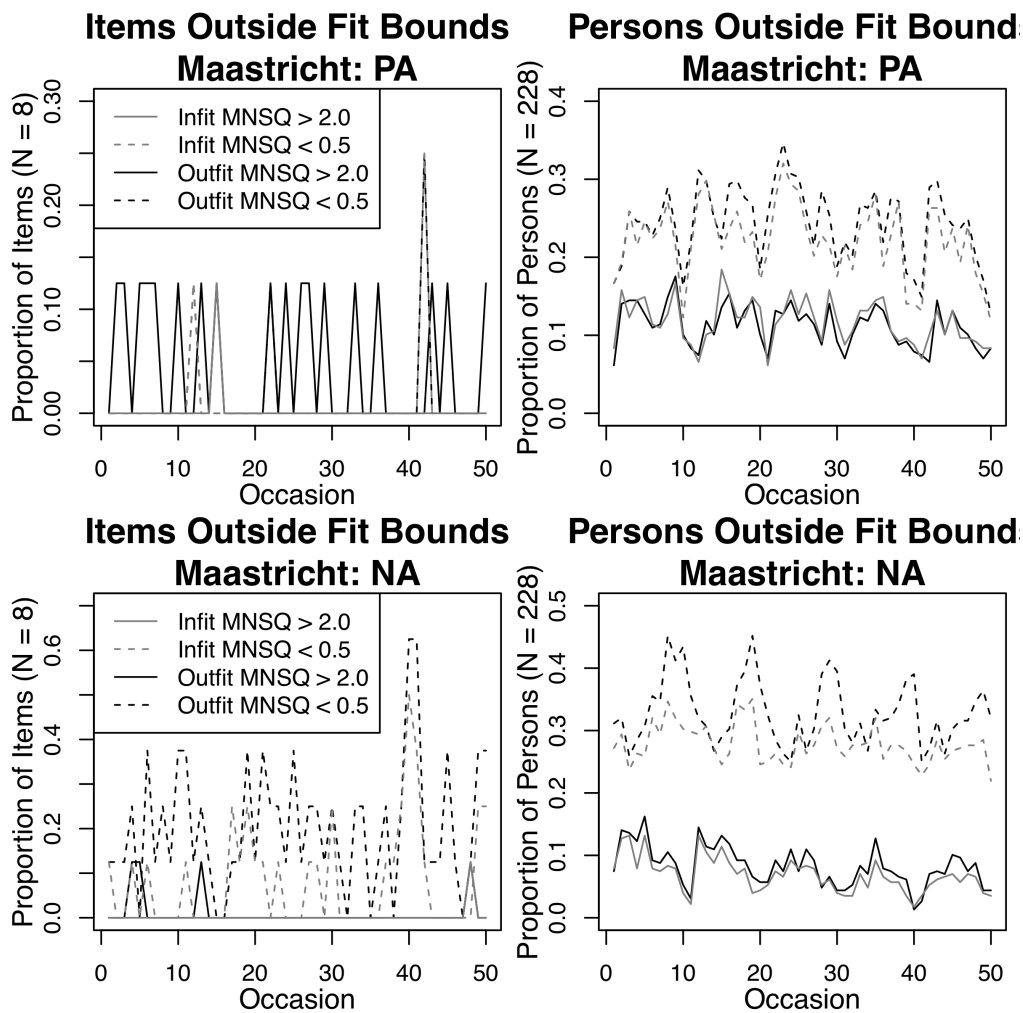 Items Outside Fit Bounds
Maastricht: PA
Proportion of Items (N = 8)
0.00 0.10 0.20 0.30
Infit MNSQ > 2.0
Infit MNSQ < 0.5
Outfit MNSQ > 2.0
Outfit MNSQ < 0.5
0 10 20 30 40 50
Occasion
Persons Outside Fit Bounds
Maastricht: PA
Proportion of Persons (N = 228)
0.0 0.1 0.2 0.3 0.4
0 10 20 30 40 50
Occasion
Items Outside Fit Bounds
Maastricht: NA
Proportion of Items (N = 8)
0.0 0.2 0.4 0.6
Infit MNSQ > 2.0
Infit MNSQ < 0.5
Outfit MNSQ > 2.0
Outfit MNSQ < 0.5
0 10 20 30 40 50
Occasion
Persons Outside Fit Bounds
Maastricht: NA
Proportion of Persons (N = 228)
0.0 0.1 0.2 0.3 0.4 0.5
0 10 20 30 40 50
Occasion